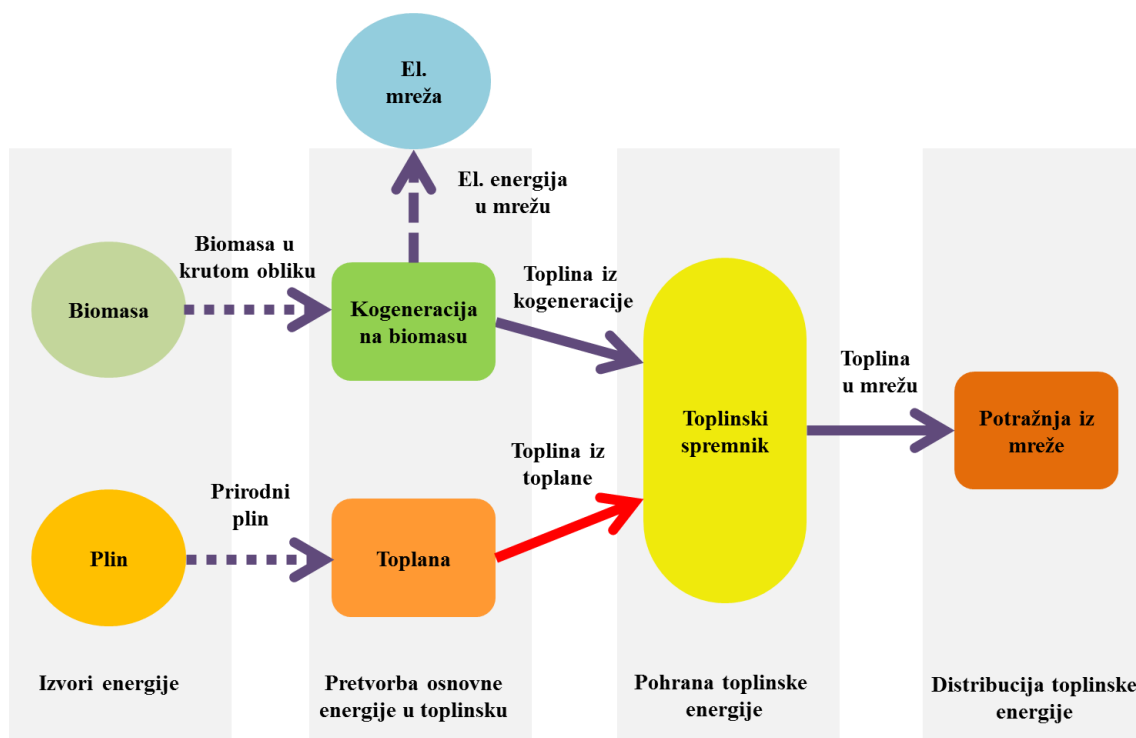 El.
mreža
El. energija
u mrežu
Biomasa u
krutom obliku
Biomasa
Kogeneracija
na biomasu
Toplina iz
kogeneracije
Toplinski
spremnik
Toplina
u mrežu
Potražnja iz
mreže
Prirodni
plin
Plin
Toplana
Toplina iz
toplane
Izvori energije
Pretvorba osnovne
energije u toplinsku
Pohrana toplinske
energije
Distribucija toplinske
energije